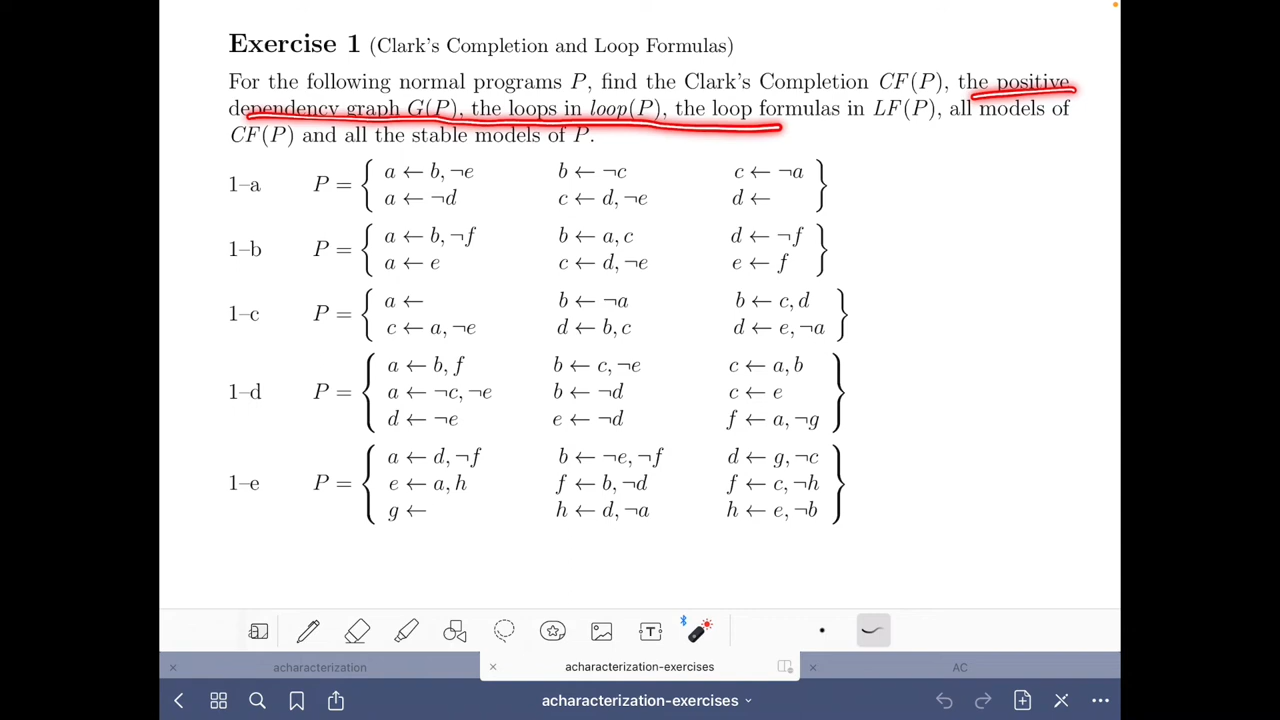 Exercise 1 (Clark's Completion and Loop Formulas)
For the following normal programs P, find the Clark's Completion CF(P), the positive
dependency graph G(P), the loops in loop(P), the loop formulas in LF(P), all models of
CF(P) and all the stable models of P.
1–a P = { a ← b, ¬e b ← ¬c c ← ¬a }
a ← ¬d c ← d, ¬e d ←
1–b P = { a ← b, ¬f b ← a, c d ← ¬f }
a ← e c ← d, ¬e e ← f
1–c P = { a ← b ← ¬a b ← c, d }
c ← a, ¬e d ← b, c d ← e, ¬a
1–d P = { a ← b, f b ← c, ¬e c ← a, b }
a ← ¬c, ¬e b ← ¬d c ← e
d ← ¬e e ← ¬d f ← a, ¬g
1–e P = { a ← d, ¬f b ← ¬e, ¬f d ← g, ¬c }
e ← a, h f ← b, ¬d f ← c, ¬h
g ← h ← d, ¬a h ← e, ¬b
T
acharacterization
acharacterization-exercises
AC
acharacterization-exercises